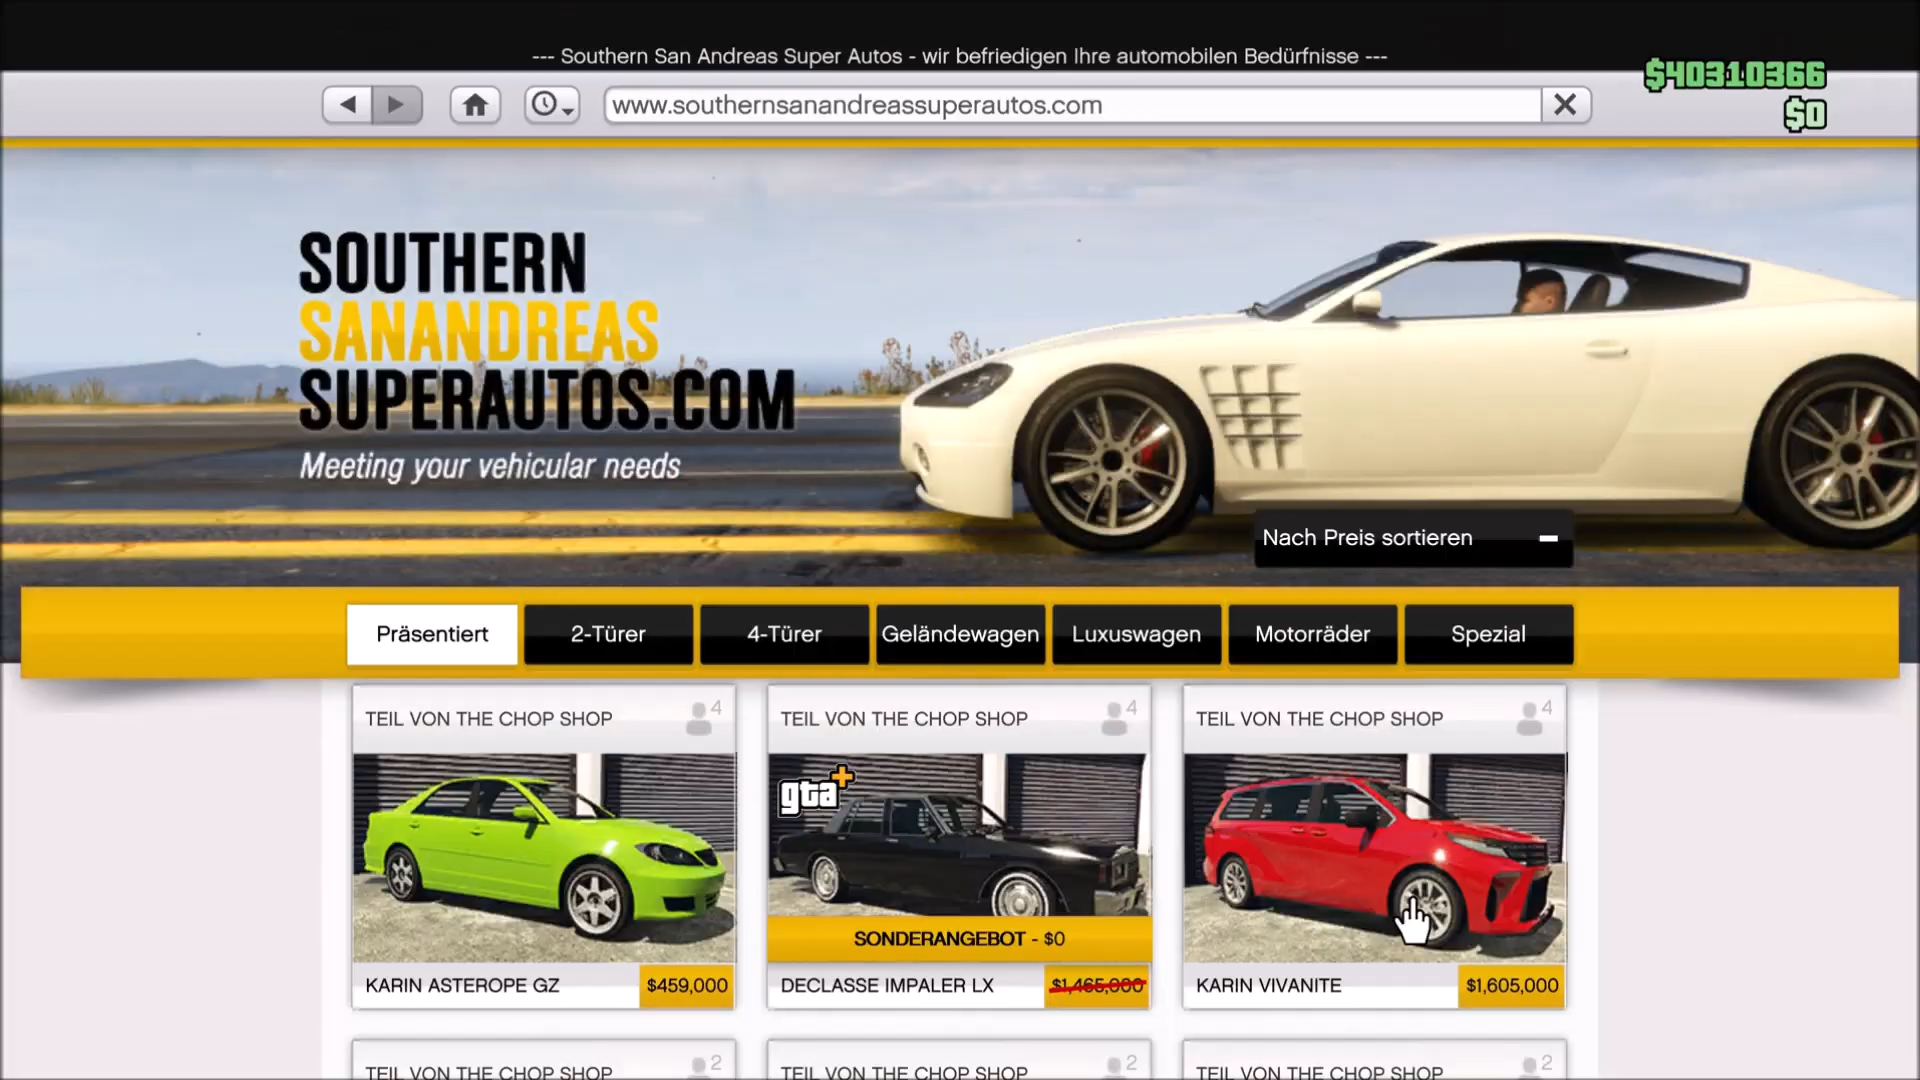 --- Southern San Andreas Super Autos - wir befriedigen Ihre automobilen Bedürfnisse ---
$40310366
$0
www.southernsanandreassuperautos.com
SOUTHERN
SANANDREAS
SUPERAUTOS.COM
Meeting your vehicular needs
Nach Preis sortieren
Präsentiert
2-Türer
4-Türer
Geländewagen
Luxuswagen
Motorräder
Spezial
TEIL VON THE CHOP SHOP
4
KARIN ASTEROPE GZ
$459,000
TEIL VON THE CHOP SHOP
4
gta+
SONDERANGEBOT - $0
DECLASSE IMPALER LX
$1,465,000
TEIL VON THE CHOP SHOP
4
KARIN VIVANITE
$1,605,000
TEIL VON THE CHOP SHOP
2
TEIL VON THE CHOP SHOP
2
TEIL VON THE CHOP SHOP
2